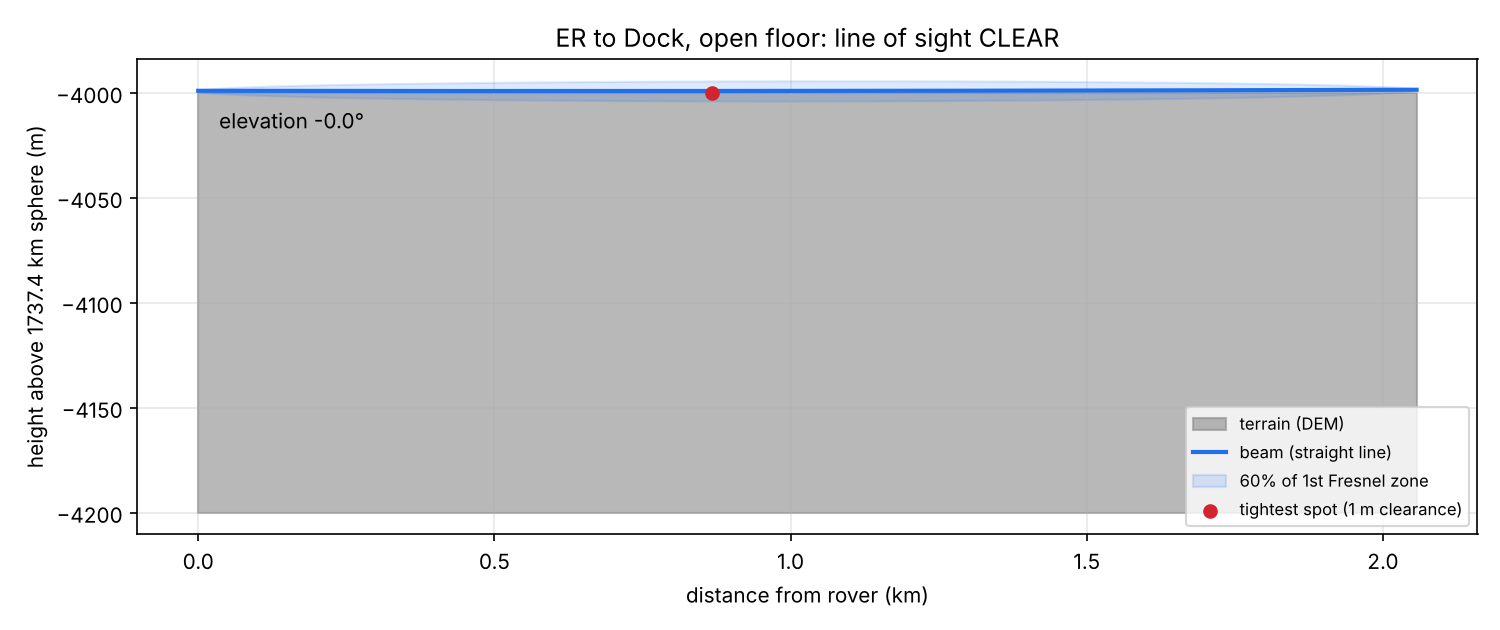 ER to Dock, open floor: line of sight CLEAR
height above 1737.4 km sphere (m)
−4000
−4050
−4100
−4150
−4200
elevation -0.0°
terrain (DEM)
beam (straight line)
60% of 1st Fresnel zone
tightest spot (1 m clearance)
0.0
0.5
1.0
1.5
2.0
distance from rover (km)